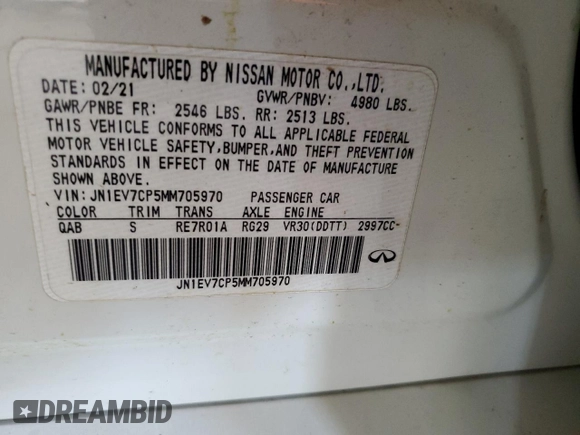 MANUFACTURED BY NISSAN MOTOR CO.,LTD.
DATE: 02/21 GVWR/PNBV: 4980 LBS.
GAWR/PNBE FR: 2546 LBS. RR: 2513 LBS.
THIS VEHICLE CONFORMS TO ALL APPLICABLE FEDERAL
MOTOR VEHICLE SAFETY,BUMPER,AND THEFT PREVENTION
STANDARDS IN EFFECT ON THE DATE OF MANUFACTURE
SHOWN ABOVE.
VIN: JN1EV7CP5MM705970 PASSENGER CAR
COLOR TRIM TRANS AXLE ENGINE
QAB S RE7R01A RG29 VR30(DDTT) 2997CC-
JN1EV7CP5MM705970
DREAMBID